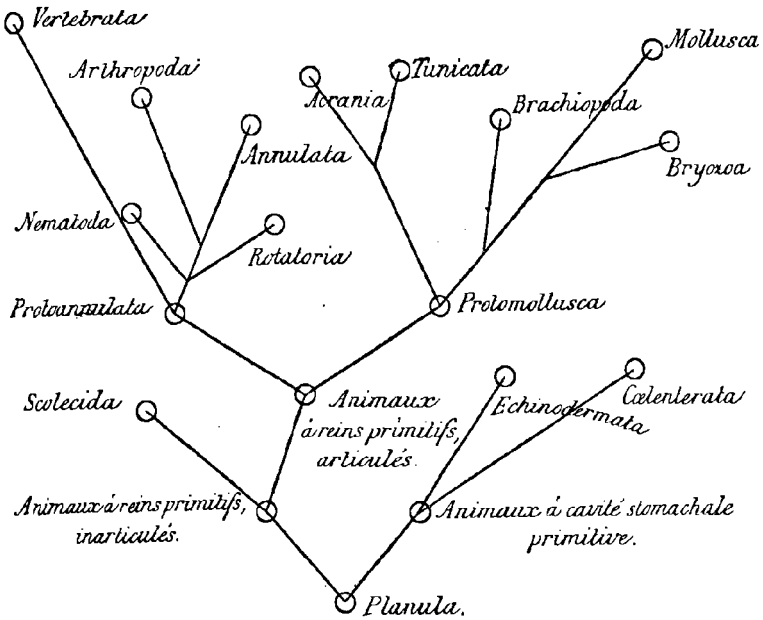 Vertebrata
Arthropoda
Acrania
Tunicata
Mollusca
Brachiopoda
Annulata
Bryozoa
Nematoda
Rotatoria
Protoannulata
Protomollusca
Scolecida
Animaux
à reins primitifs,
articulés.
Echinodermata
Cœlenterata
Animaux à reins primitifs,
inarticulés.
Animaux à cavité stomachale
primitive.
Planula.